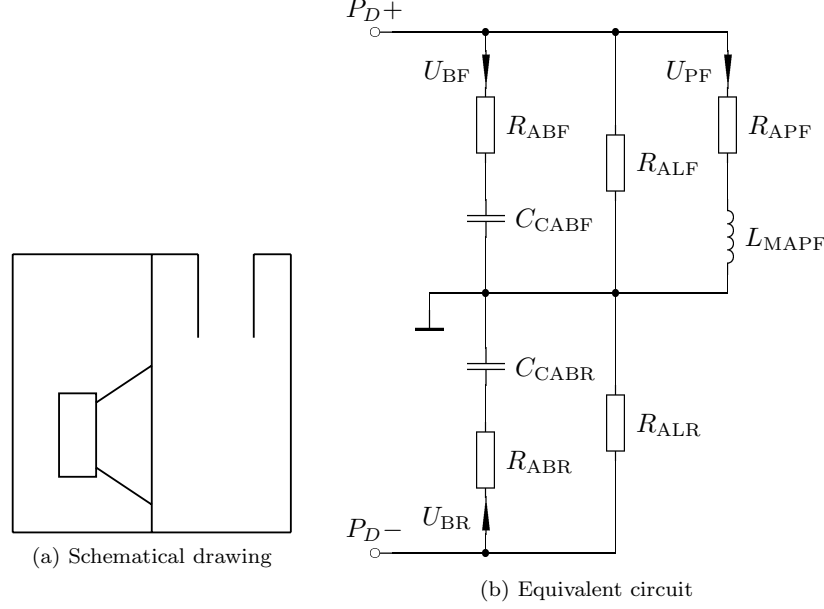 P_D+
U_BF
U_PF
R_ABF
R_APF
R_ALF
C_CABF
L_MAPF
C_CABR
R_ALR
R_ABR
U_BR
P_D−
(a) Schematical drawing
(b) Equivalent circuit